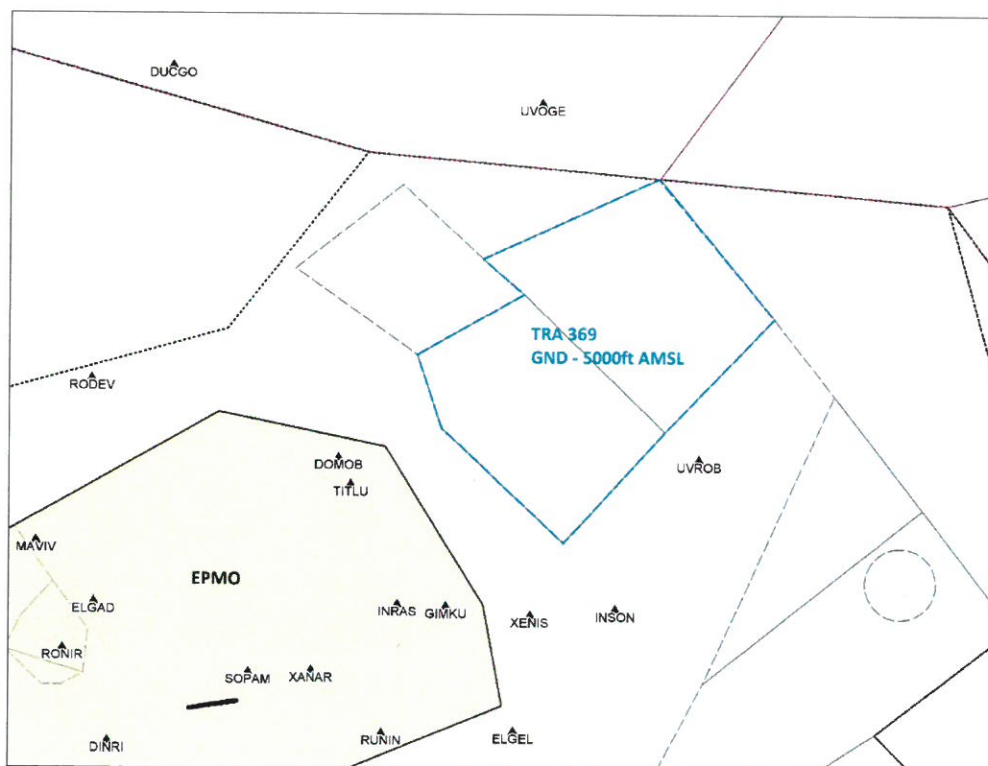 DUCGO
UVOGE
TRA 369
GND - 5000ft AMSL
RODEV
DOMOB
UVROB
TITLU
MAVIV
EPMO
ELGAD
INRAS
GIMKU
XENIS
INSON
RONIR
SOPAM
XANAR
DINRI
RUNIN
ELGEL